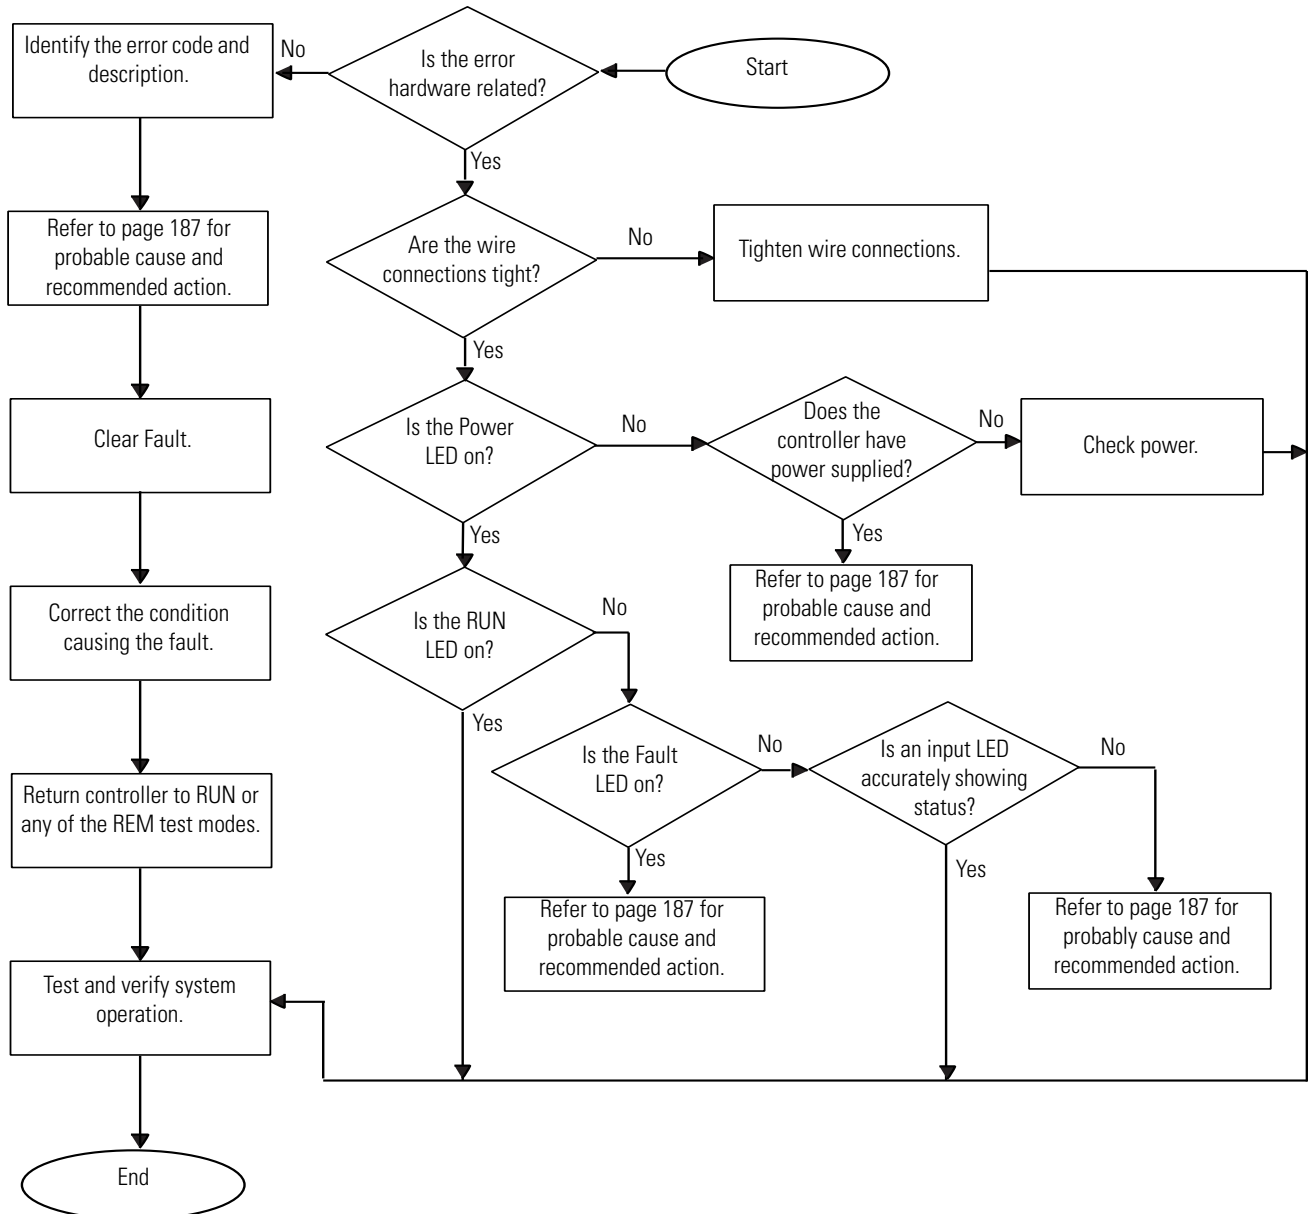 Start
Is the error
hardware related?
No
Identify the error code and
description.
Yes
Refer to page 187 for
probable cause and
recommended action.
Are the wire
connections tight?
No
Tighten wire connections.
Yes
Clear Fault.
Is the Power
LED on?
No
Does the
controller have
power supplied?
No
Check power.
Yes
Yes
Refer to page 187 for
probable cause and
recommended action.
Correct the condition
causing the fault.
Is the RUN
LED on?
No
Yes
Is the Fault
LED on?
No
Is an input LED
accurately showing
status?
No
Return controller to RUN or
any of the REM test modes.
Yes
Yes
Refer to page 187 for
probable cause and
recommended action.
Refer to page 187 for
probably cause and
recommended action.
Test and verify system
operation.
End